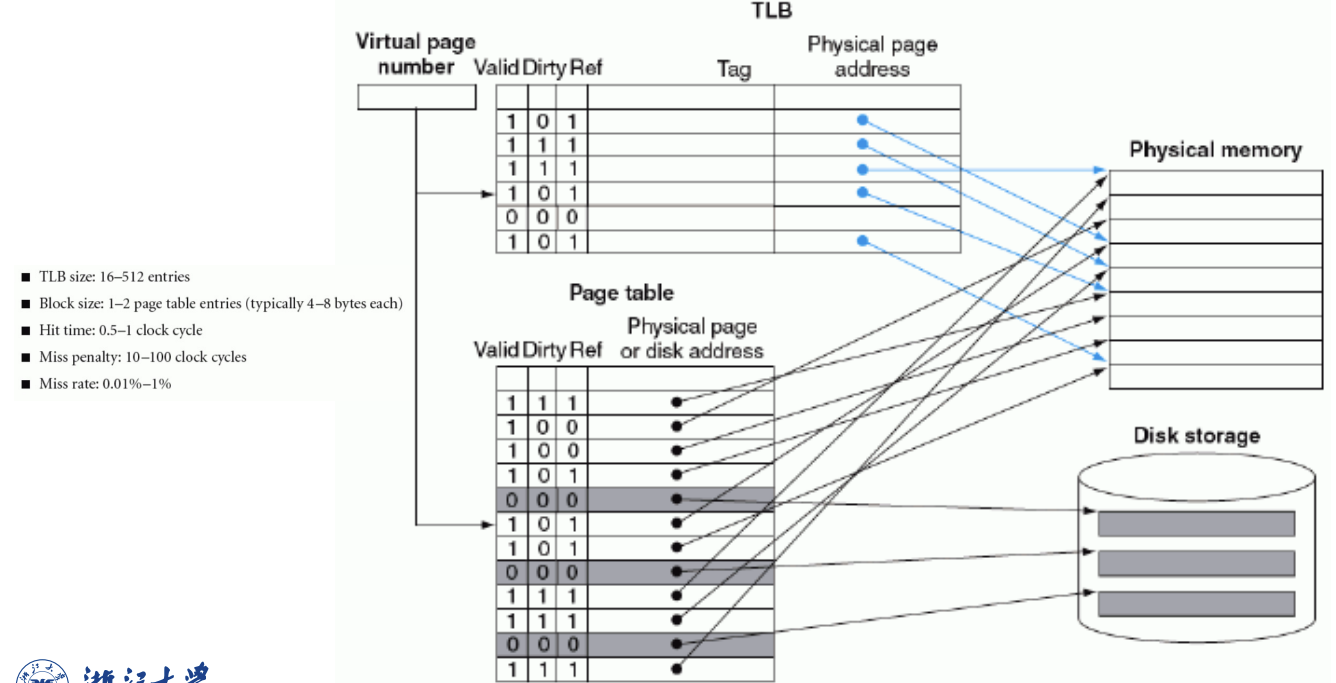 TLB
Virtual page
number
Valid Dirty Ref
Tag
Physical page
address
1 0 1
1 1 1
1 1 1
1 0 1
0 0 0
1 0 1
Physical memory
■ TLB size: 16–512 entries
■ Block size: 1–2 page table entries (typically 4–8 bytes each)
■ Hit time: 0.5–1 clock cycle
■ Miss penalty: 10–100 clock cycles
■ Miss rate: 0.01%–1%
Page table
Valid Dirty Ref
Physical page
or disk address
1 1 1
1 0 0
1 0 0
1 0 1
0 0 0
1 0 1
1 0 1
0 0 0
1 1 1
1 1 1
0 0 0
1 1 1
Disk storage
浙江大学